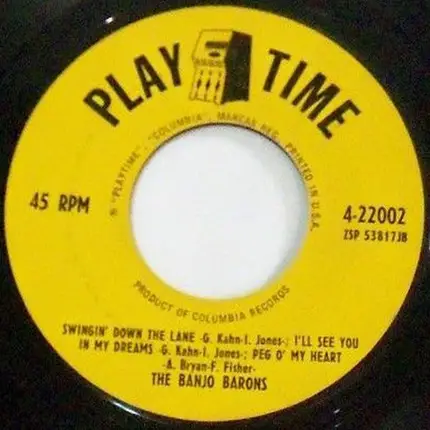 PLAY TIME
® "PLAYTIME", "COLUMBIA", MARCAS REG. PRINTED IN U.S.A.
45 RPM
4-22002
ZSP 53817JB
PRODUCT OF COLUMBIA RECORDS
SWINGIN' DOWN THE LANE -G. Kahn-I. Jones-; I'LL SEE YOU
IN MY DREAMS -G. Kahn-I. Jones-; PEG O' MY HEART
-A. Bryan-F. Fisher-
THE BANJO BARONS